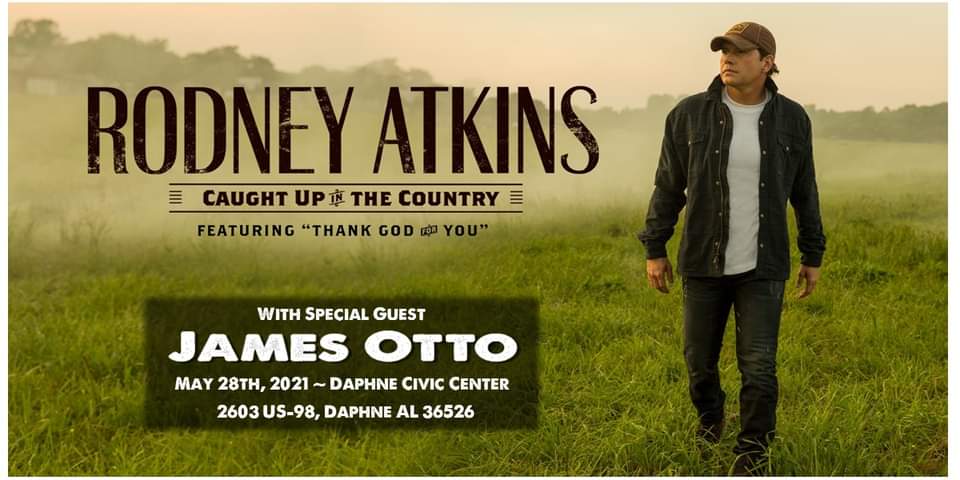 RODNEY ATKINS
CAUGHT UP IN THE COUNTRY
FEATURING "THANK GOD FOR YOU"
WITH SPECIAL GUEST
JAMES OTTO
MAY 28TH, 2021 ~ DAPHNE CIVIC CENTER
2603 US-98, DAPHNE AL 36526